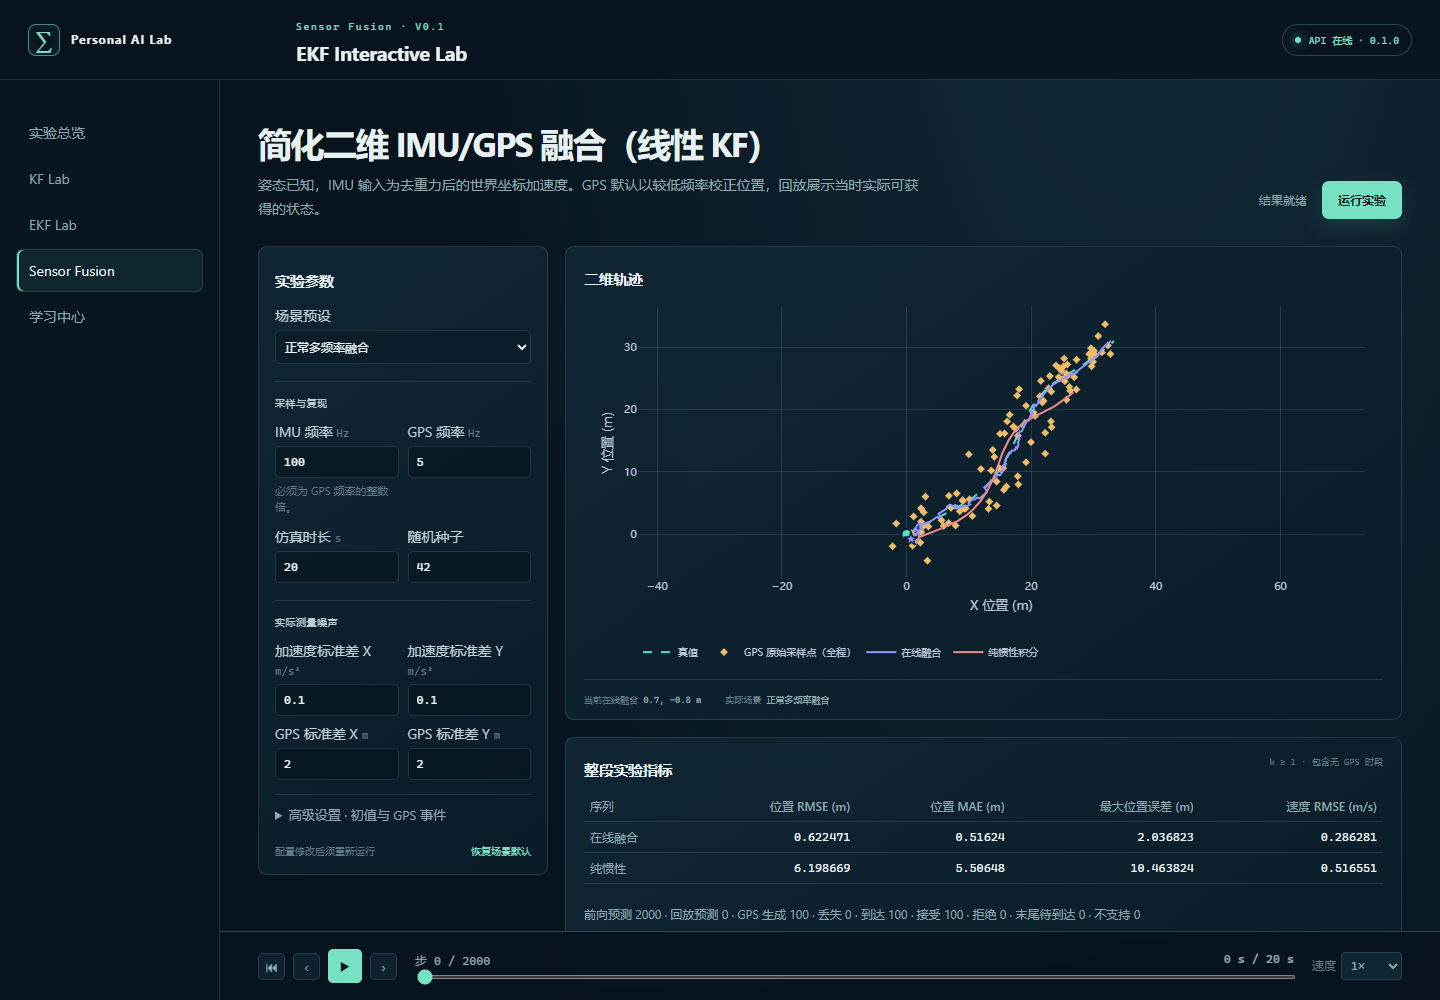 Personal AI Lab
Sensor Fusion · V0.1
EKF Interactive Lab
API 在线 · 0.1.0
实验总览
KF Lab
EKF Lab
Sensor Fusion
学习中心
简化二维 IMU/GPS 融合（线性 KF）
姿态已知，IMU 输入为去重力后的世界坐标加速度。GPS 默认以较低频率校正位置，回放展示当时实际可获
得的状态。
结果就绪
运行实验
实验参数
场景预设
正常多频率融合
采样与复现
IMU 频率 Hz
GPS 频率 Hz
100
5
必须为 GPS 频率的整数
倍。
仿真时长 s
随机种子
20
42
实际测量噪声
加速度标准差 X
m/s²
加速度标准差 Y
m/s²
0.1
0.1
GPS 标准差 X m
GPS 标准差 Y m
2
2
▶ 高级设置 · 初值与 GPS 事件
配置修改后须重新运行
恢复场景默认
二维轨迹
Y 位置 (m)
30
20
10
0
−40
−20
0
20
40
60
X 位置 (m)
真值
GPS 原始采样点（全程）
在线融合
纯惯性积分
当前在线融合 0.7, −0.8 m
实际场景 正常多频率融合
整段实验指标
k ≥ 1 · 包含无 GPS 时段
序列 位置 RMSE (m) 位置 MAE (m) 最大位置误差 (m) 速度 RMSE (m/s)
在线融合 0.622471 0.51624 2.036823 0.286281
纯惯性 6.198669 5.50648 10.463824 0.516551
前向预测 2000 · 回放预测 0 · GPS 生成 100 · 丢失 0 · 到达 100 · 接受 100 · 拒绝 0 · 末尾待到达 0 · 不支持 0
步 0 / 2000
0 s / 20 s
速度
1×